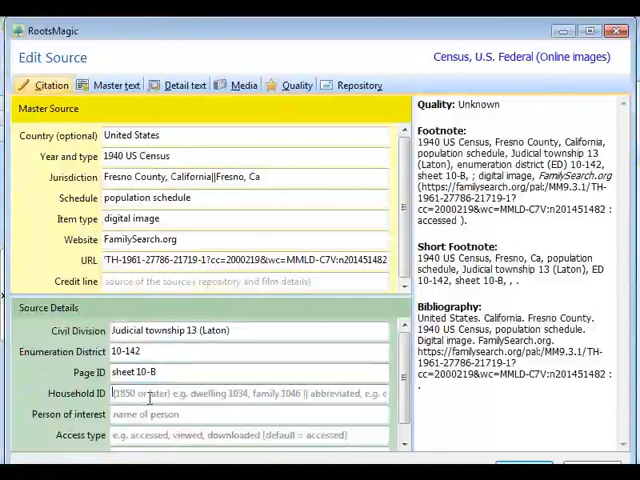 RootsMagic
Edit Source
Census, U.S. Federal (Online images)
Citation
Master text
Detail text
Media
Quality
Repository
Master Source
Country (optional) United States
Year and type 1940 US Census
Jurisdiction Fresno County, California||Fresno, Ca
Schedule population schedule
Item type digital image
Website FamilySearch.org
URL 'TH-1961-27786-21719-1?cc=2000219&wc=MMLD-C7V:n201451482
Credit line source of the source ( repository and film details)
Source Details
Civil Division Judicial township 13 (Laton)
Enumeration District 10-142
Page ID sheet 10-B
Household ID (1850 or later) e.g. dwelling 1034, family 1046 || abbreviated, e.g. d
Person of interest name of person
Access type e.g. accessed, viewed, downloaded [default = accessed]
Quality: Unknown
Footnote:
1940 US Census, Fresno County, California,
population schedule, Judicial township 13
(Laton), enumeration district (ED) 10-142,
sheet 10-B, ; digital image, FamilySearch.org
(https://familysearch.org/pal:/MM9.3.1/TH-
1961-27786-21719-1?
cc=2000219&wc=MMLD-C7V:n201451482 :
accessed ).
Short Footnote:
1940 US Census, Fresno, Ca, population
schedule, Judicial township 13 (Laton), ED
10-142, sheet 10-B, , .
Bibliography:
United States. California. Fresno County.
1940 US Census, population schedule.
Digital image. FamilySearch.org.
https://familysearch.org/pal:/MM9.3.1/TH-
1961-27786-21719-1?
cc=2000219&wc=MMLD-C7V:n201451482 :
.